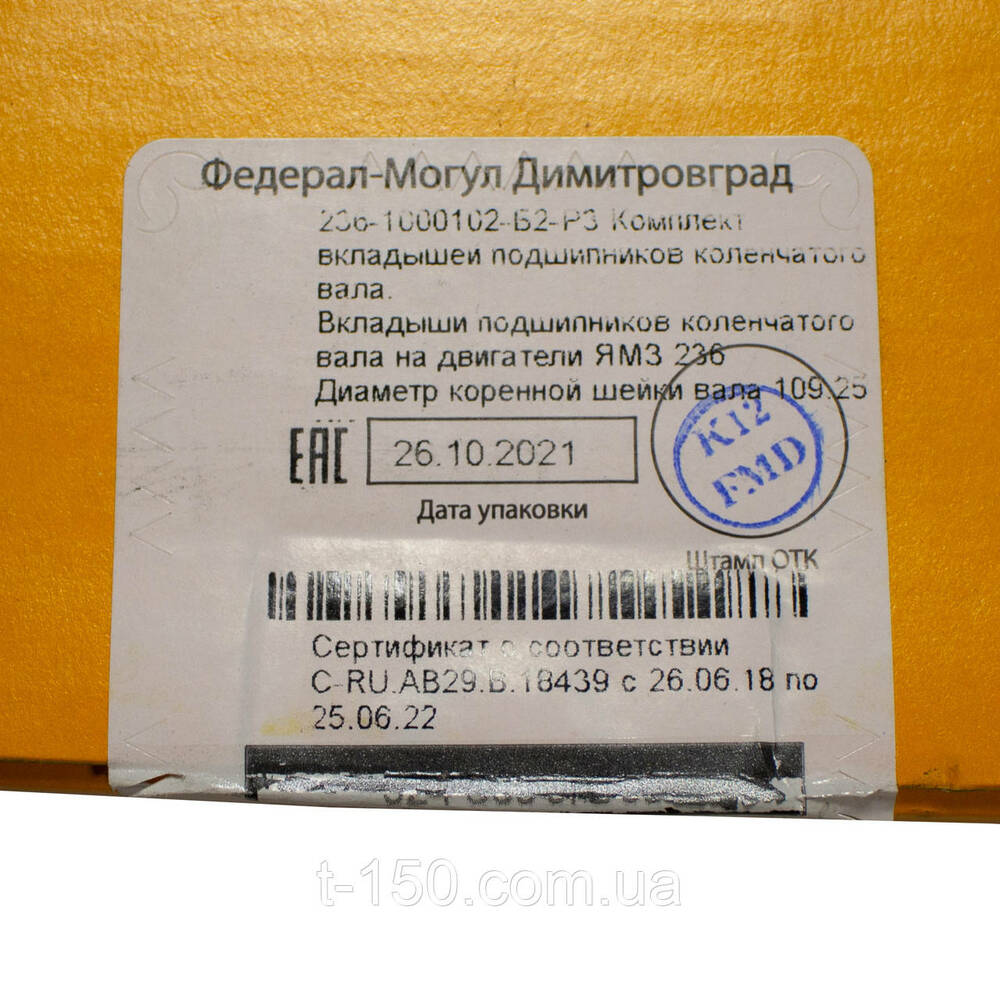 Федерал-Могул Димитровград
236-1000102-Б2-Р3 Комплект
вкладышей подшипников коленчатого
вала.
Вкладыши подшипников коленчатого
вала на двигатели ЯМЗ 236
Диаметр коренной шейки вала 109.25
ЕАС
26.10.2021
К12
FMD
Дата упаковки
Штамп ОТК
Сертификат о соответствии
C-RU.АВ29.В.18439 с 26.06.18 по
25.06.22
t-150.com.ua